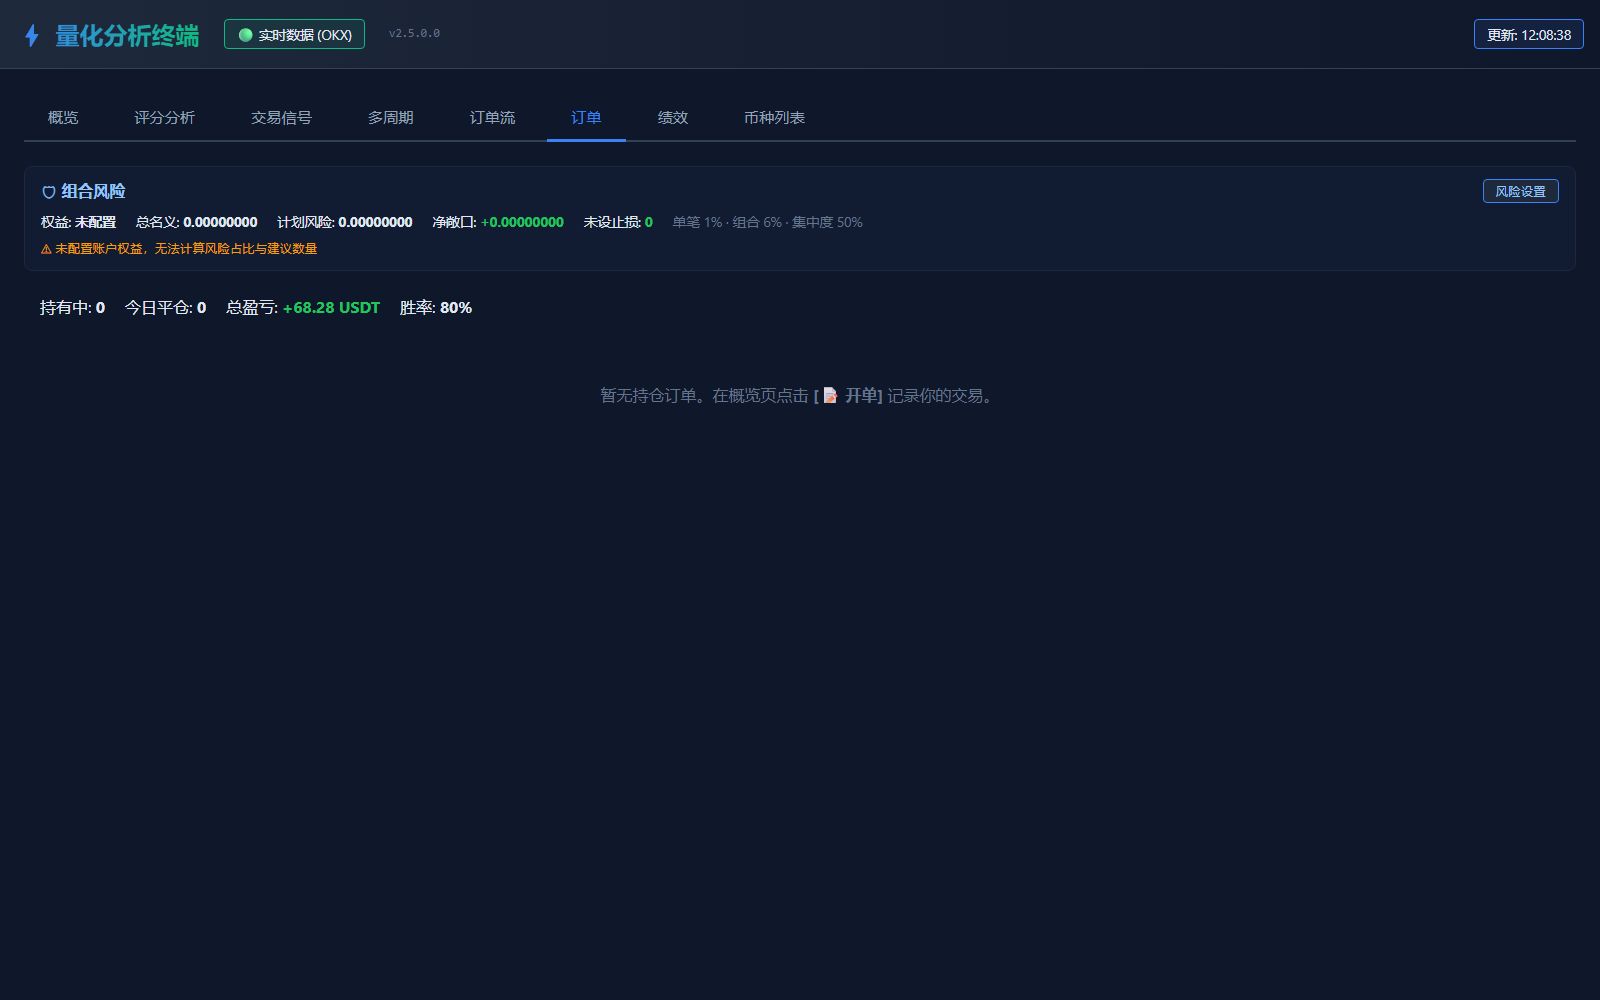 量化分析终端 实时数据 (OKX) v2.5.0.0 更新: 12:08:38
概览 评分分析 交易信号 多周期 订单流 订单 绩效 币种列表
组合风险 风险设置
权益: 未配置 总名义: 0.00000000 计划风险: 0.00000000 净敞口: +0.00000000 未设止损: 0 单笔 1% · 组合 6% · 集中度 50%
⚠ 未配置账户权益，无法计算风险占比与建议数量
持有中: 0 今日平仓: 0 总盈亏: +68.28 USDT 胜率: 80%
暂无持仓订单。在概览页点击 [📝 开单] 记录你的交易。